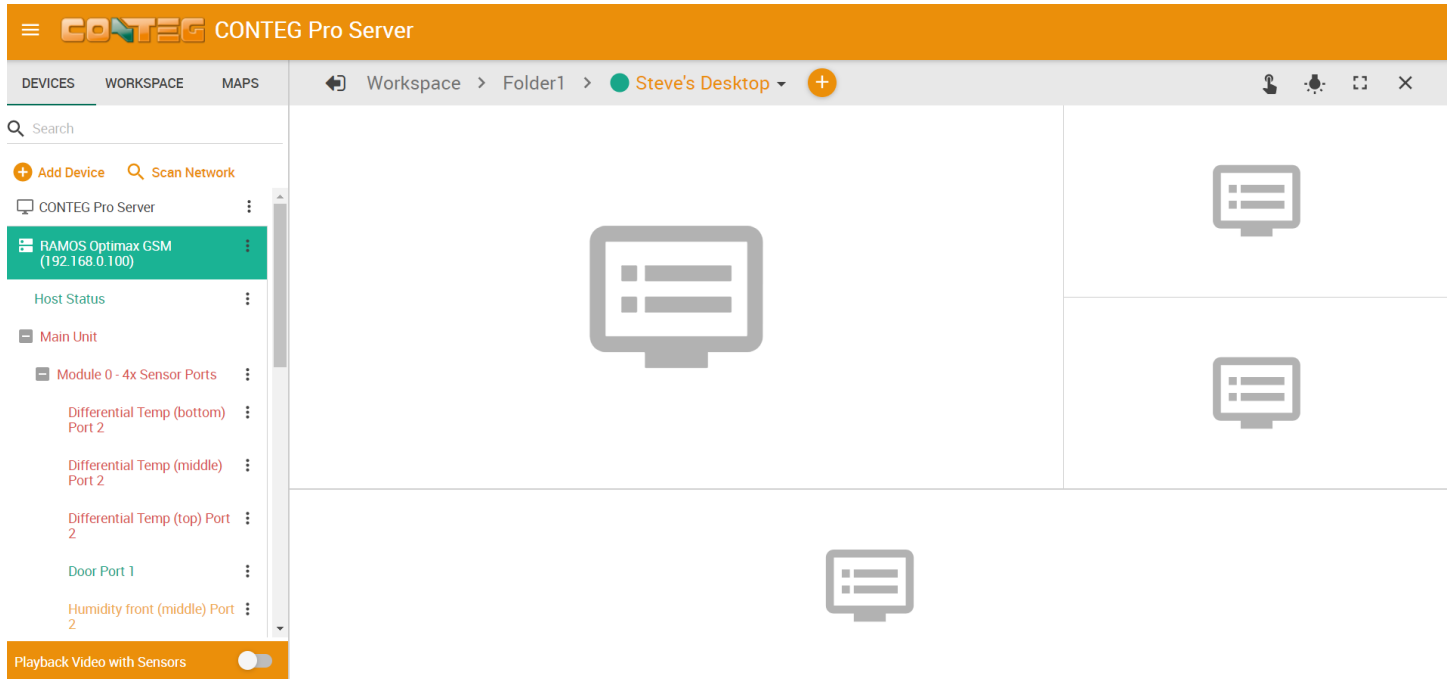 CONTEG CONTEG Pro Server
DEVICES WORKSPACE MAPS
Workspace > Folder1 > Steve's Desktop
Search
Add Device Scan Network
CONTEG Pro Server
RAMOS Optimax GSM
(192.168.0.100)
Host Status
Main Unit
Module 0 - 4x Sensor Ports
Differential Temp (bottom)
Port 2
Differential Temp (middle)
Port 2
Differential Temp (top) Port
2
Door Port 1
Humidity front (middle) Port
2
Playback Video with Sensors